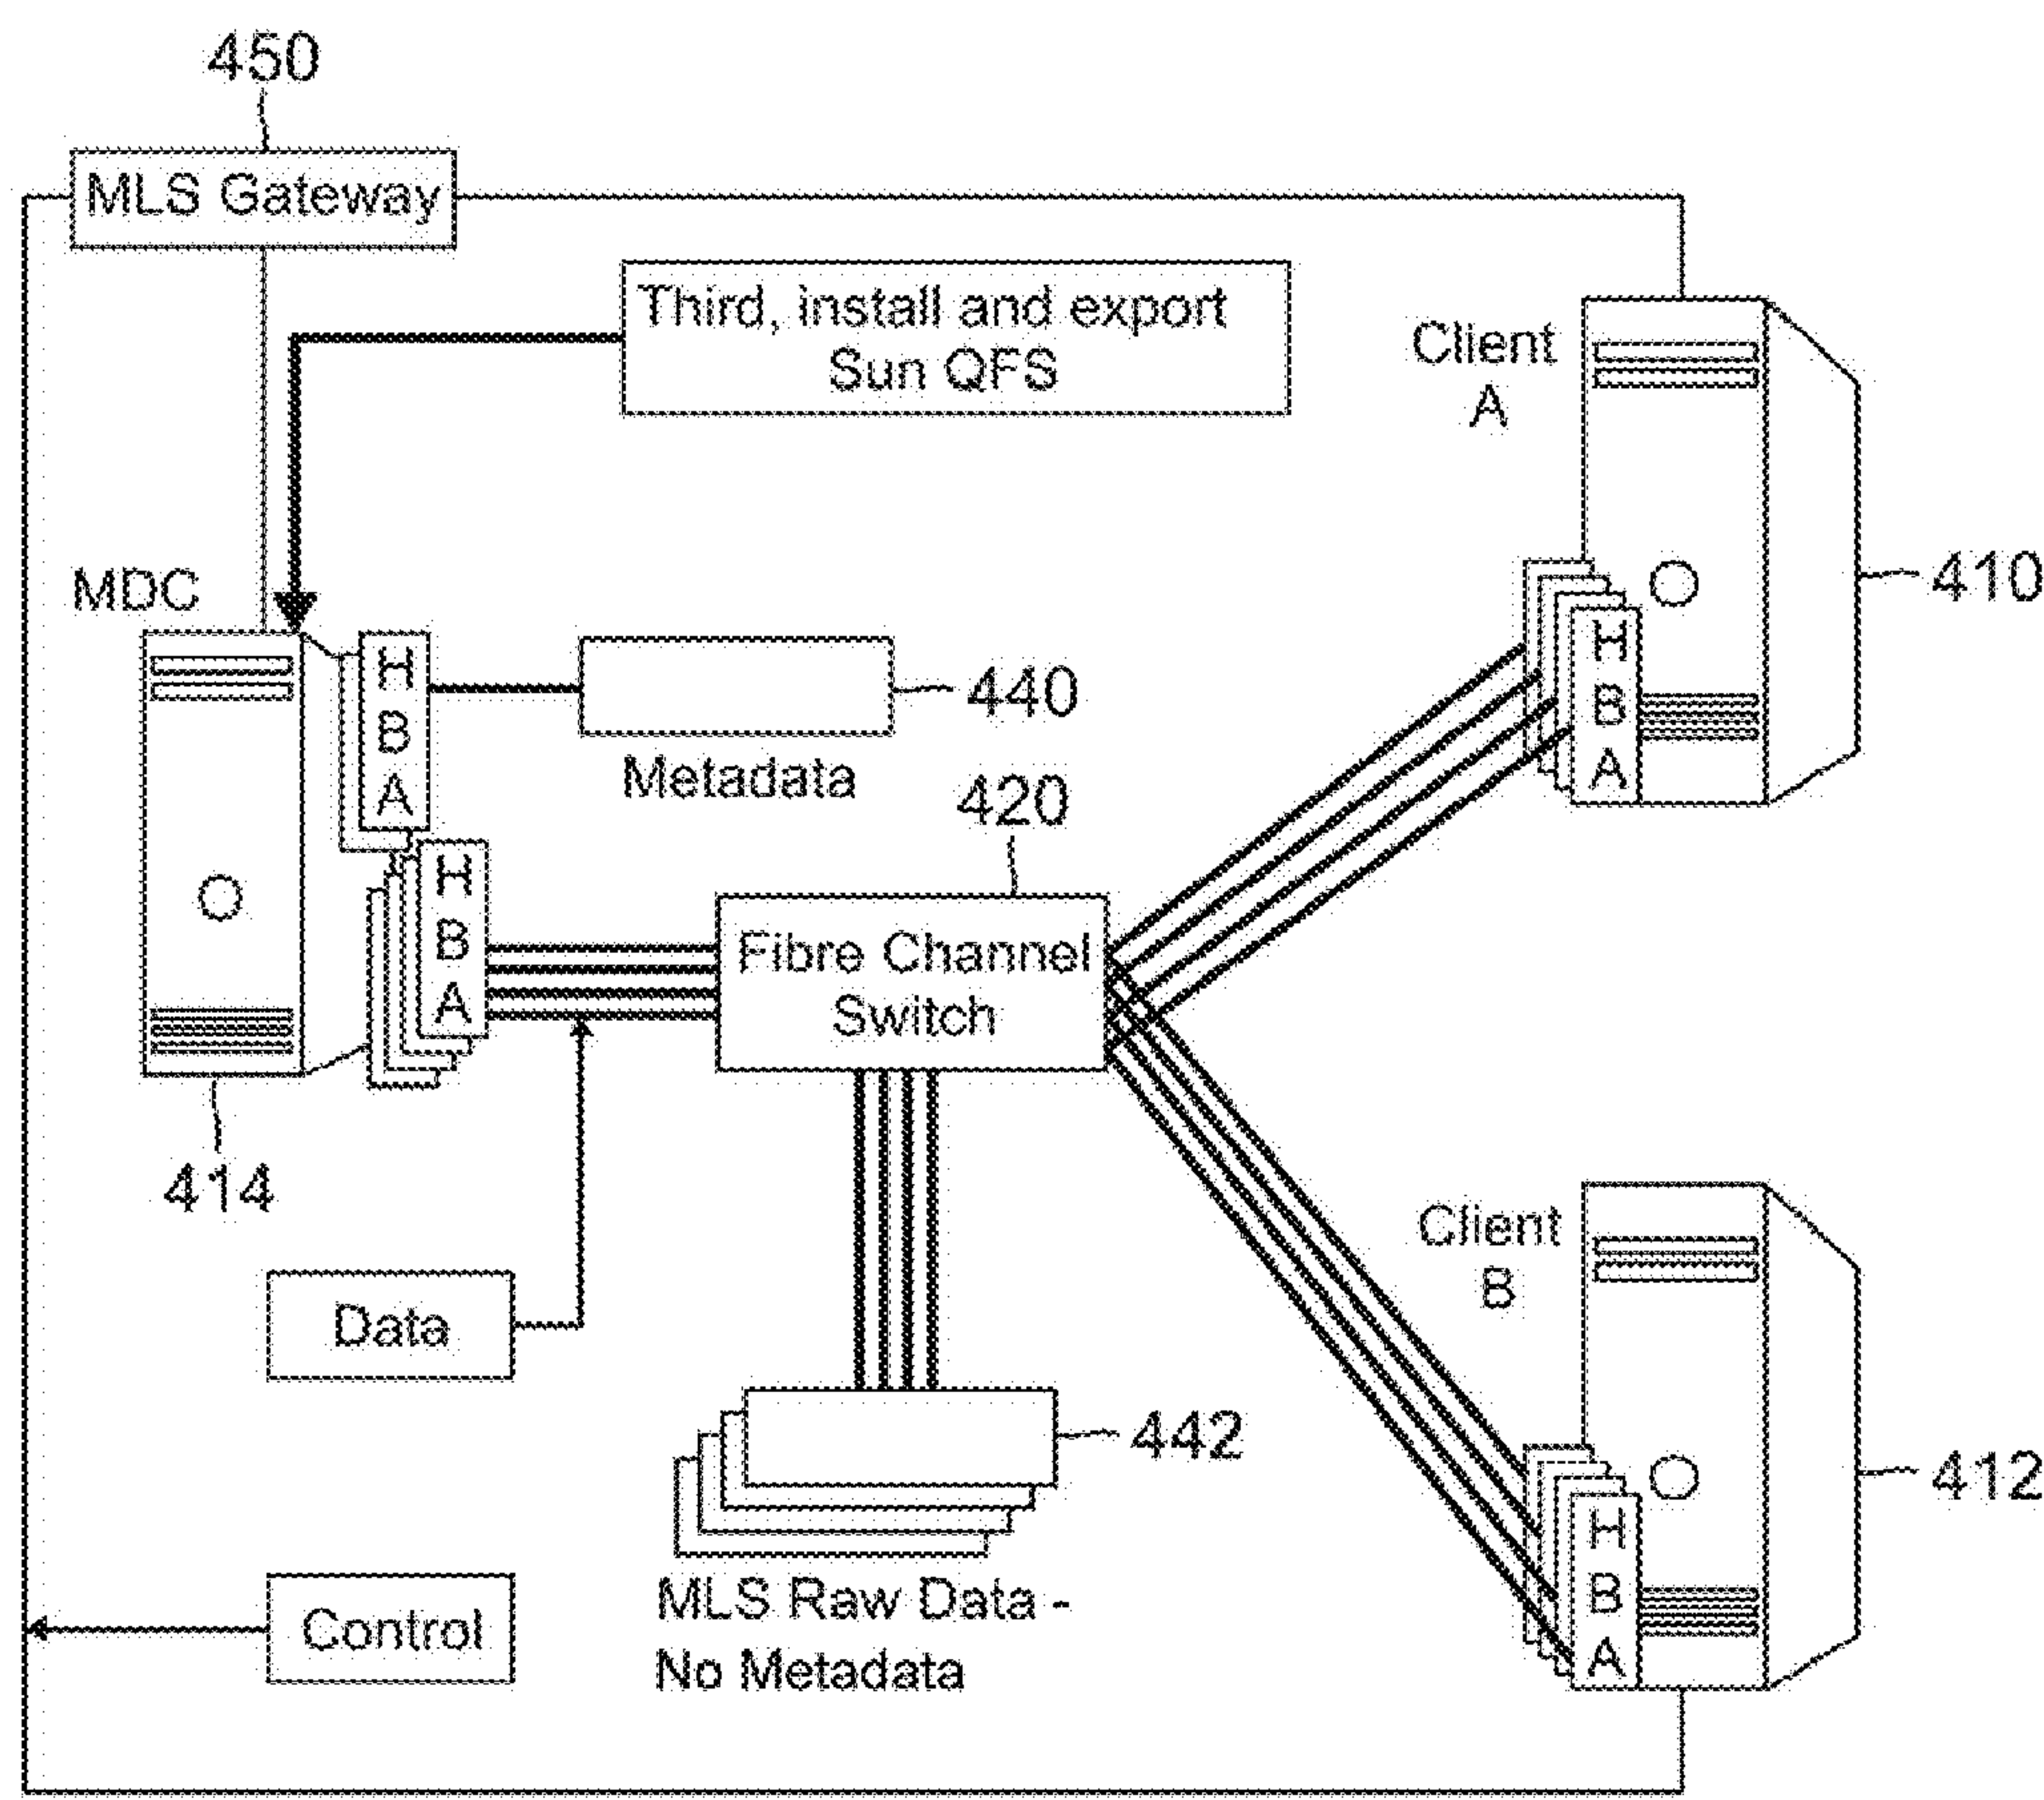 450
MLS Gateway
Third, install and export
Sun QFS
Client
A
410
MDC
H
B
A
440
Metadata
H
B
A
420
H
B
A
Fibre Channel
Switch
414
Client
B
Data
442
412
H
B
A
MLS Raw Data -
No Metadata
Control